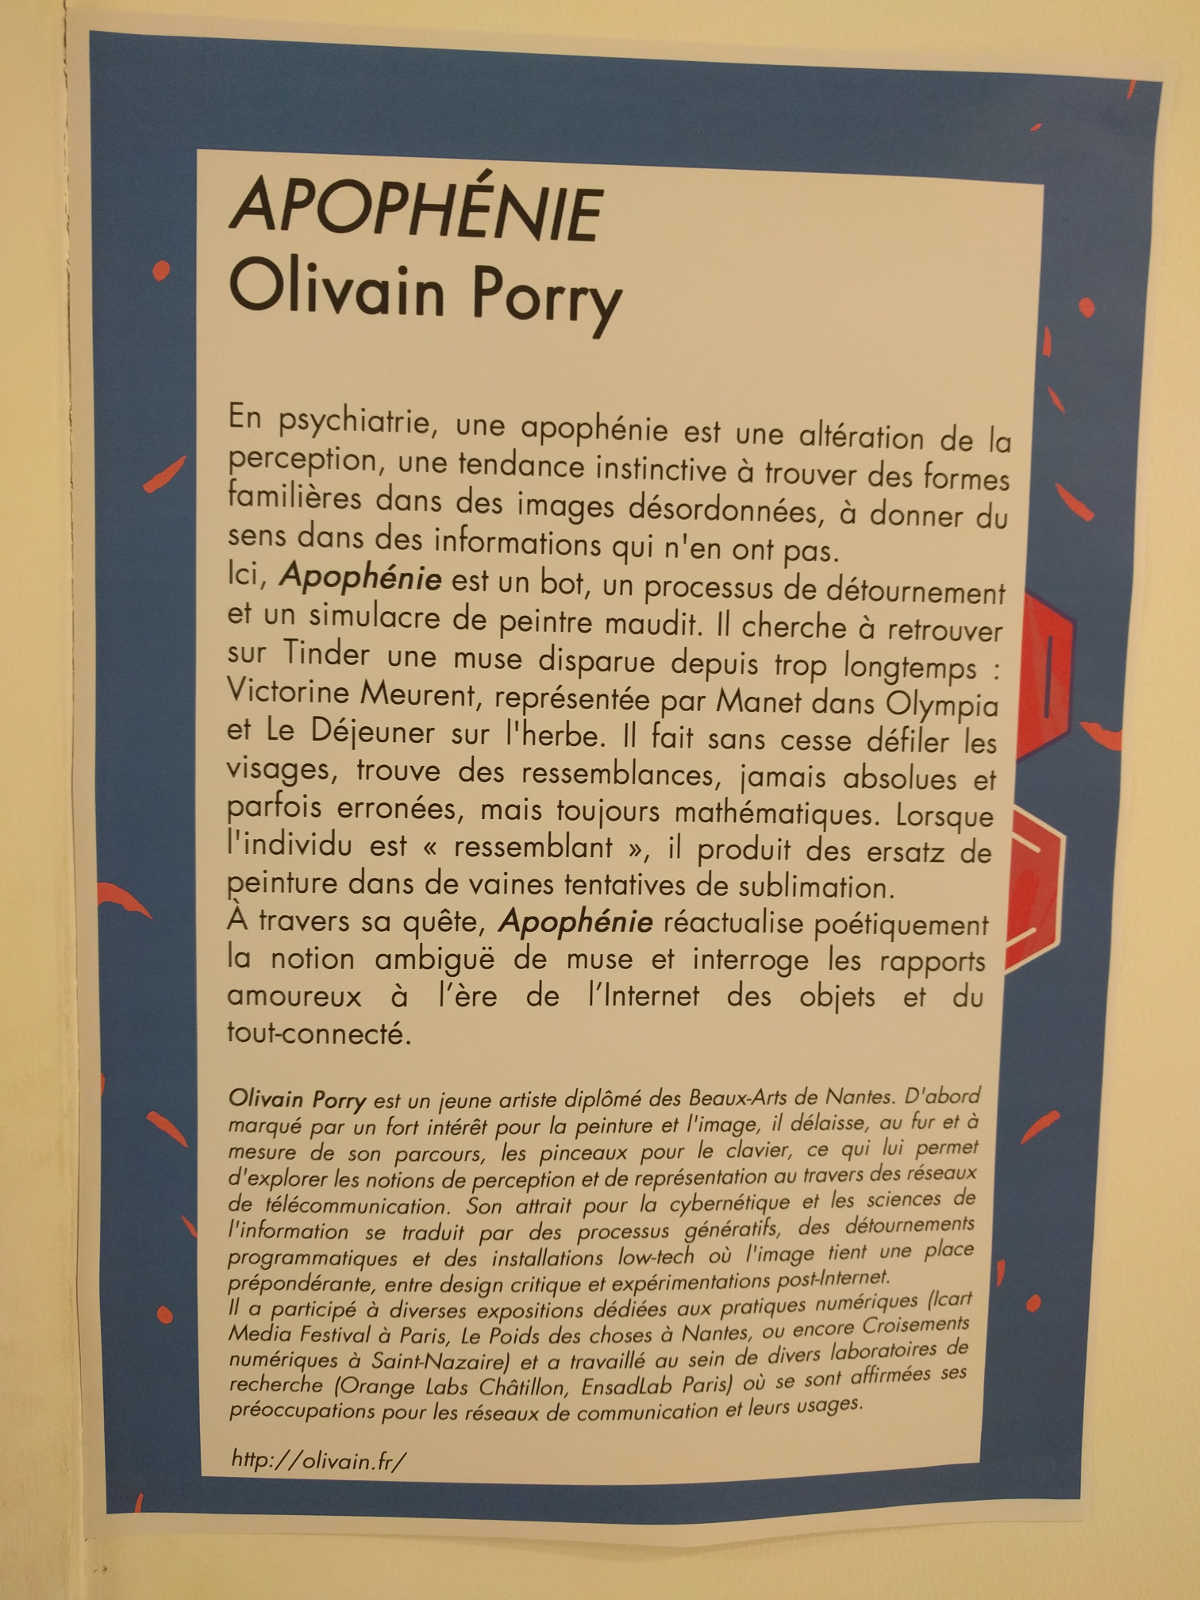 APOPHÉNIE
Olivain Porry
En psychiatrie, une apophénie est une altération de la
perception, une tendance instinctive à trouver des formes
familières dans des images désordonnées, à donner du
sens dans des informations qui n'en ont pas.
Ici, Apophénie est un bot, un processus de détournement
et un simulacre de peintre maudit. Il cherche à retrouver
sur Tinder une muse disparue depuis trop longtemps :
Victorine Meurent, représentée par Manet dans Olympia
et Le Déjeuner sur l'herbe. Il fait sans cesse défiler les
visages, trouve des ressemblances, jamais absolues et
parfois erronées, mais toujours mathématiques. Lorsque
l'individu est « ressemblant », il produit des ersatz de
peinture dans de vaines tentatives de sublimation.
À travers sa quête, Apophénie réactualise poétiquement
la notion ambiguë de muse et interroge les rapports
amoureux à l’ère de l’Internet des objets et du
tout-connecté.
Olivain Porry est un jeune artiste diplômé des Beaux-Arts de Nantes. D'abord
marqué par un fort intérêt pour la peinture et l'image, il délaisse, au fur et à
mesure de son parcours, les pinceaux pour le clavier, ce qui lui permet
d'explorer les notions de perception et de représentation au travers des réseaux
de télécommunication. Son attrait pour la cybernétique et les sciences de
l'information se traduit par des processus génératifs, des détournements
programmatiques et des installations low-tech où l'image tient une place
prépondérante, entre design critique et expérimentations post-Internet.
Il a participé à diverses expositions dédiées aux pratiques numériques (Icart
Media Festival à Paris, Le Poids des choses à Nantes, ou encore Croisements
numériques à Saint-Nazaire) et a travaillé au sein de divers laboratoires de
recherche (Orange Labs Châtillon, EnsadLab Paris) où se sont affirmées ses
préoccupations pour les réseaux de communication et leurs usages.
http://olivain.fr/